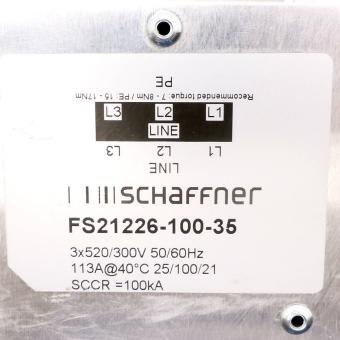 PE
Recommended torque: 7 - 8Nm / PE: 15 - 17Nm
L3 L2 L1
LINE
L3 L2 L1
LINE
SCHAFFNER
FS21226-100-35
3x520/300V 50/60Hz
113A@40°C 25/100/21
SCCR =100kA